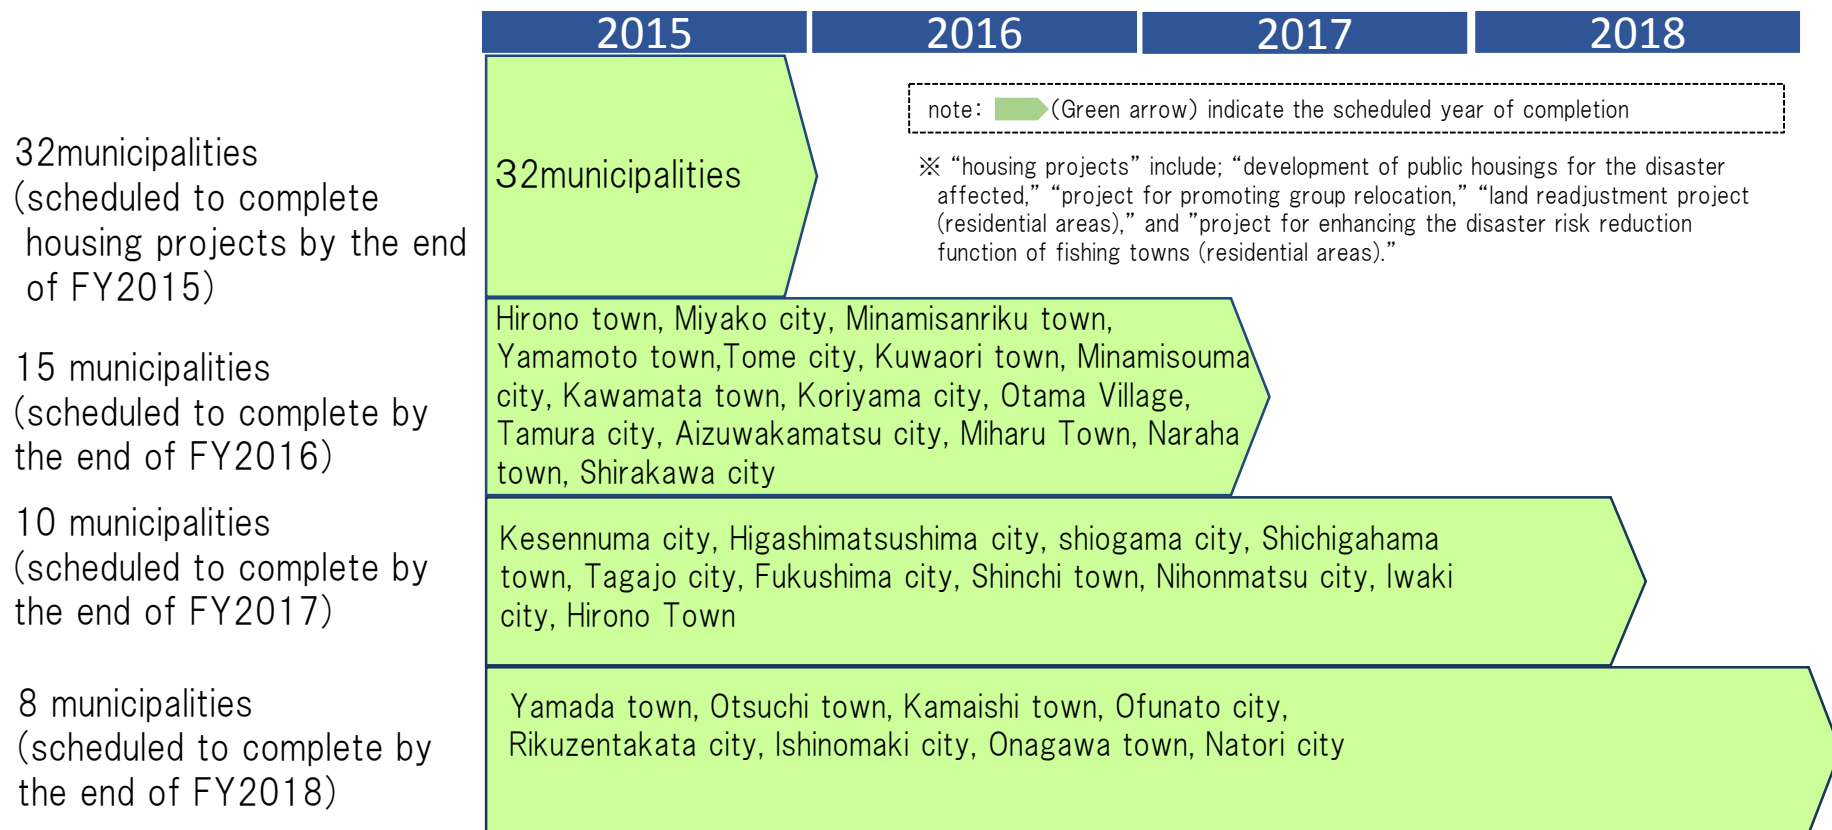 2015 2016 2017 2018
note: (Green arrow) indicate the scheduled year of completion
※ “housing projects” include; “development of public housings for the disaster
affected,” “project for promoting group relocation,” “land readjustment project
(residential areas),” and ”project for enhancing the disaster risk reduction
function of fishing towns (residential areas).”
32municipalities
(scheduled to complete
housing projects by the end
of FY2015)
32municipalities
15 municipalities
(scheduled to complete by
the end of FY2016)
Hirono town, Miyako city, Minamisanriku town,
Yamamoto town,Tome city, Kuwaori town, Minamisouma
city, Kawamata town, Koriyama city, Otama Village,
Tamura city, Aizuwakamatsu city, Miharu Town, Naraha
town, Shirakawa city
10 municipalities
(scheduled to complete by
the end of FY2017)
Kesennuma city, Higashimatsushima city, shiogama city, Shichigahama
town, Tagajo city, Fukushima city, Shinchi town, Nihonmatsu city, Iwaki
city, Hirono Town
8 municipalities
(scheduled to complete by
the end of FY2018)
Yamada town, Otsuchi town, Kamaishi town, Ofunato city,
Rikuzentakata city, Ishinomaki city, Onagawa town, Natori city